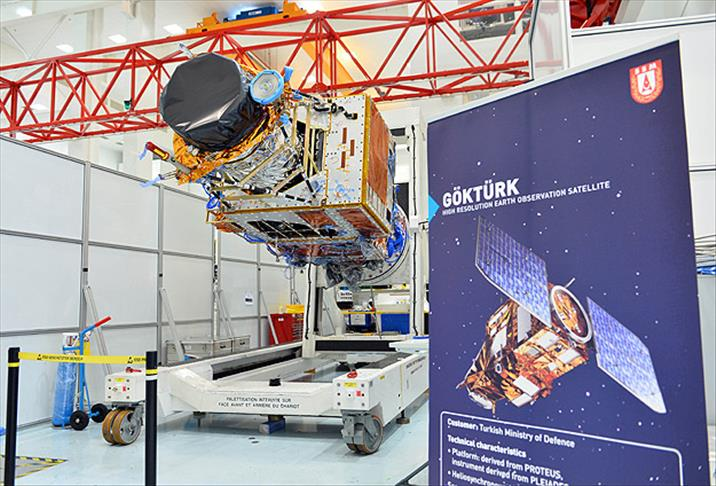 SSM
GÖKTÜRK
HIGH RESOLUTION EARTH OBSERVATION SATELLITE
PALETTISATION INTERDITE SUR
FACE AVANT ET ARRIERE DU CHARIOT
Customer: Turkish Ministry of Defence
Technical characteristics
• Platform: derived from PROTEUS,
instrument derived from PLEIADES